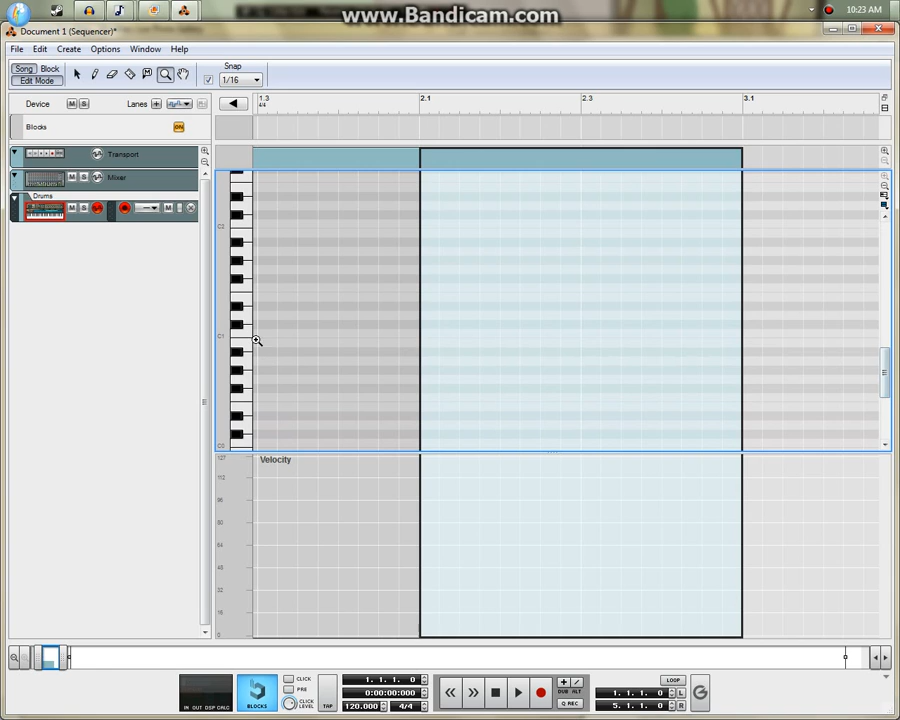 www.Bandicam.com
10:23 AM
Document 1 (Sequencer)*
File Edit Create Options Window Help
Song Block
Edit Mode
Snap
1/16
Device M S Lanes
1.3 2.1 2.3 3.1
4/4
Blocks ON
Transport
Mixer M S
Drums
M S M
C2
C1
C0
Velocity
127
112
96
80
64
48
32
16
0
IN OUT DSP CALC
BLOCKS
CLICK
PRE
CLICK LEVEL
TAP
1. 1. 1. 0
0:00:00:000
120.000 4/4
DUB ALT
Q REC
LOOP
1. 1. 1. 0 L
5. 1. 1. 0 R